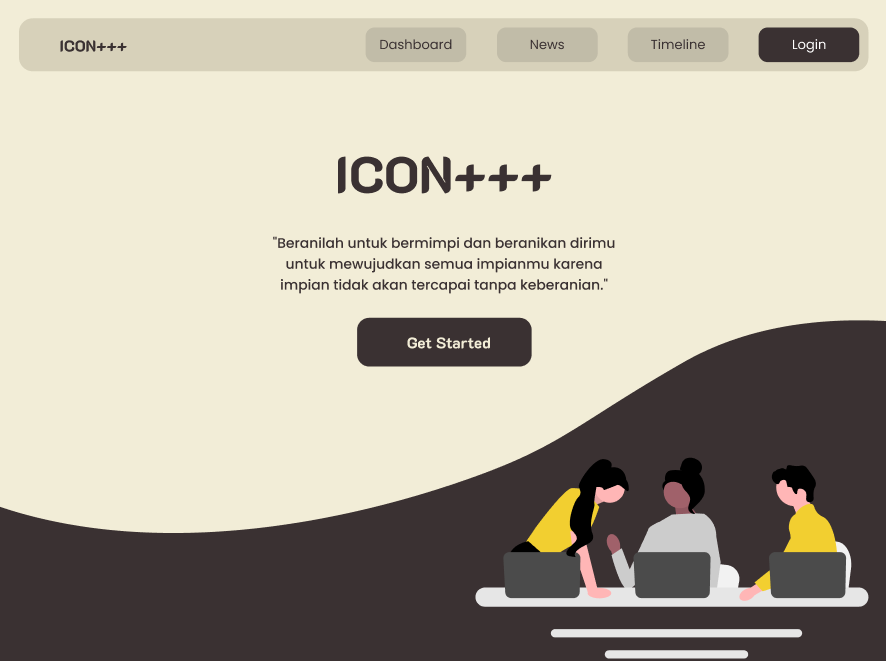 ICON+++
Dashboard
News
Timeline
Login
ICON+++
"Beranilah untuk bermimpi dan beranikan dirimu
untuk mewujudkan semua impianmu karena
impian tidak akan tercapai tanpa keberanian."
Get Started